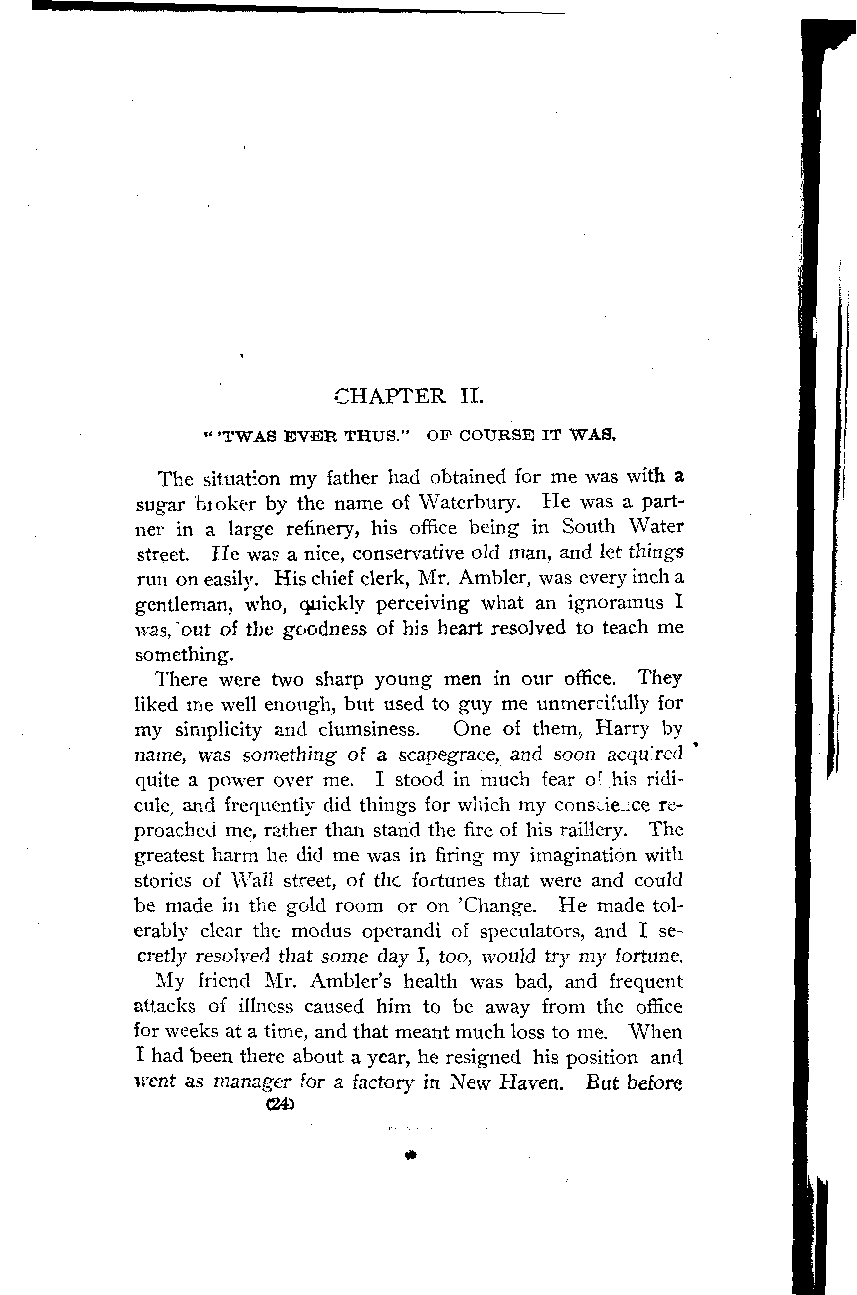 CHAPTER II.
" 'TWAS EVER THUS." OF COURSE IT WAS.
The situation my father had obtained for me was with a
sugar broker by the name of Waterbury. He was a part-
ner in a large refinery, his office being in South Water
street. He was a nice, conservative old man, and let things
run on easily. His chief clerk, Mr. Ambler, was every inch a
gentleman, who, quickly perceiving what an ignoramus I
was, out of the goodness of his heart resolved to teach me
something.
There were two sharp young men in our office. They
liked me well enough, but used to guy me unmercifully for
my simplicity and clumsiness. One of them, Harry by
name, was something of a scapegrace, and soon acquired
quite a power over me. I stood in much fear of his ridi-
cule, and frequently did things for which my conscience re-
proached me, rather than stand the fire of his raillery. The
greatest harm he did me was in firing my imagination with
stories of Wall street, of the fortunes that were and could
be made in the gold room or on 'Change. He made tol-
erably clear the modus operandi of speculators, and I se-
cretly resolved that some day I, too, would try my fortune.
My friend Mr. Ambler's health was bad, and frequent
attacks of illness caused him to be away from the office
for weeks at a time, and that meant much loss to me. When
I had been there about a year, he resigned his position and
went as manager for a factory in New Haven. But before
(24)